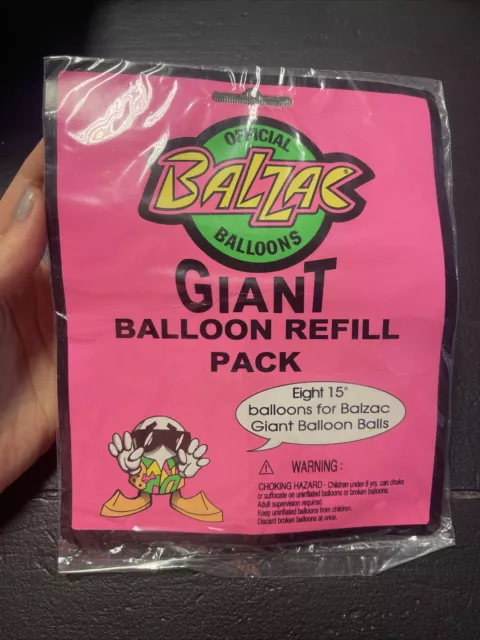 OFFICIAL
BALZAC
BALLOONS
GIANT
BALLOON REFILL
PACK
Eight 15"
balloons for Balzac
Giant Balloon Balls
⚠ WARNING :
CHOKING HAZARD - Children under 8 yrs. can choke
or suffocate on uninflated balloons or broken balloons.
Adult supervision required.
Keep uninflated balloons from children.
Discard broken balloons at once.